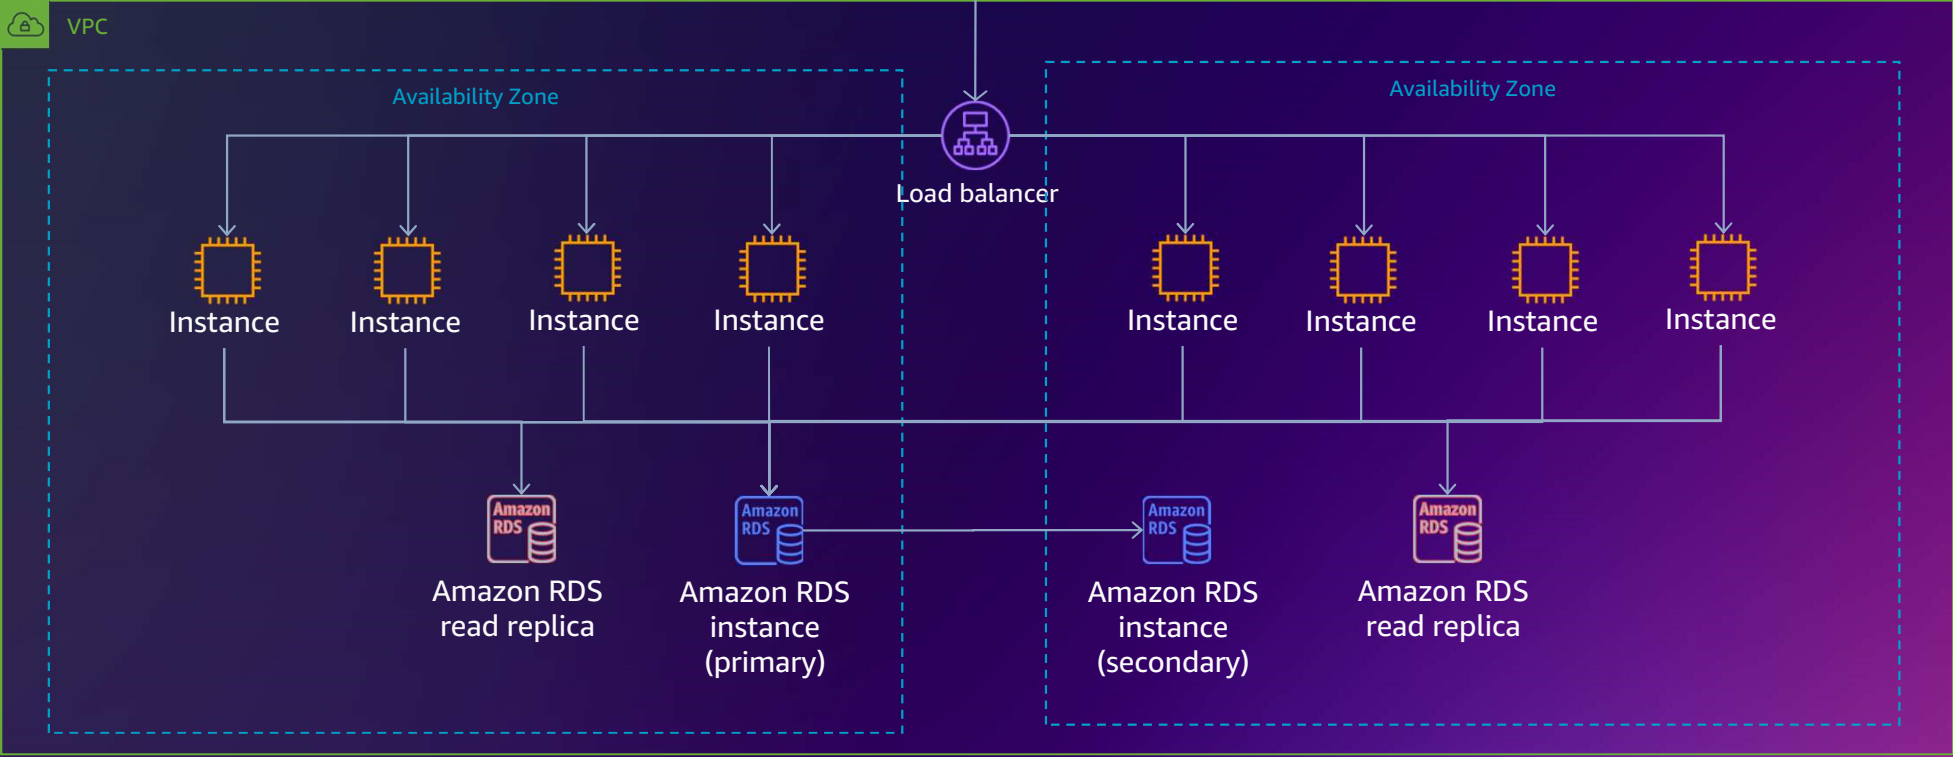 VPC
Availability Zone
Availability Zone
Load balancer
Instance
Instance
Instance
Instance
Instance
Instance
Instance
Instance
Amazon
RDS
Amazon
RDS
Amazon
RDS
Amazon
RDS
Amazon RDS
read replica
Amazon RDS
instance
(primary)
Amazon RDS
instance
(secondary)
Amazon RDS
read replica